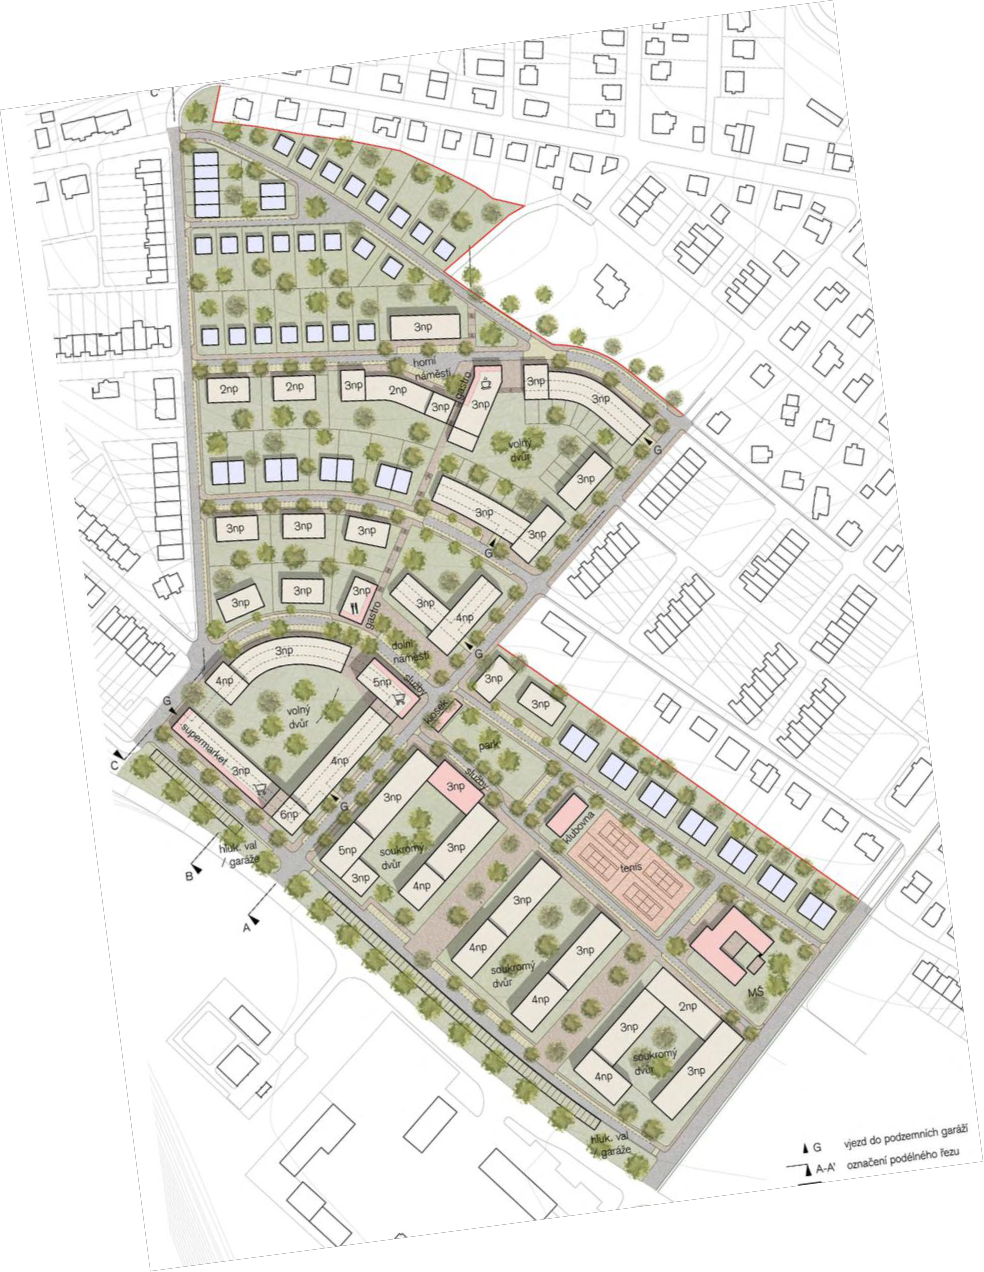 3np
horní
náměstí
gastro
2np
2np
3np
2np
3np
3np
3np
3np
volný
dvůr
G
3np
3np
3np
G
3np
3np
3np
3np
3np
3np
gastro
3np
4np
G
dolní
náměstí
3np
4np
5np
služby
volný
dvůr
3np
3np
kiosek
park
G
supermarket
3np
4np
služby
C
6np
G
3np
3np
klubovna
hluk. val
/ garáže
B
5np
soukromý
dvůr
3np
3np
4np
tenis
A
3np
4np
3np
soukromý
dvůr
4np
MŠ
2np
3np
soukromý
dvůr
4np
3np
hluk. val
/ garáže
G vjezd do podzemních garáží
A-A' označení podélného řezu